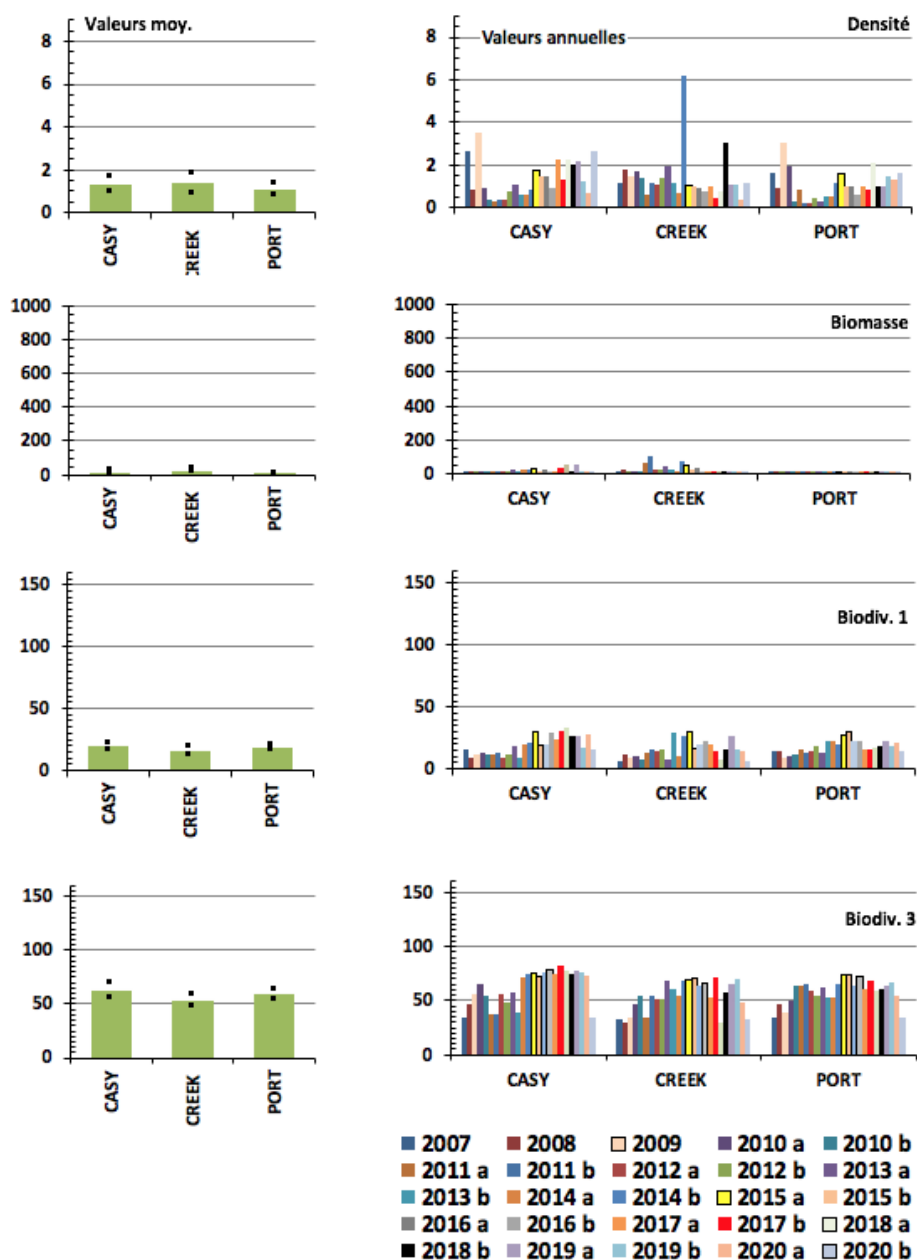 Valeurs moy.
8
6
4
2
0
CASY
CREEK
PORT
Valeurs annuelles
Densité
8
6
4
2
0
CASY CREEK PORT
1000
800
600
400
200
0
CASY
CREEK
PORT
Biomasse
1000
800
600
400
200
0
CASY CREEK PORT
150
100
50
0
CASY
CREEK
PORT
Biodiv. 1
150
100
50
0
CASY CREEK PORT
150
100
50
0
CASY
CREEK
PORT
Biodiv. 3
150
100
50
0
CASY CREEK PORT
2007 2008 2009 2010 a 2010 b
2011 a 2011 b 2012 a 2012 b 2013 a
2013 b 2014 a 2014 b 2015 a 2015 b
2016 a 2016 b 2017 a 2017 b 2018 a
2018 b 2019 a 2019 b 2020 a 2020 b